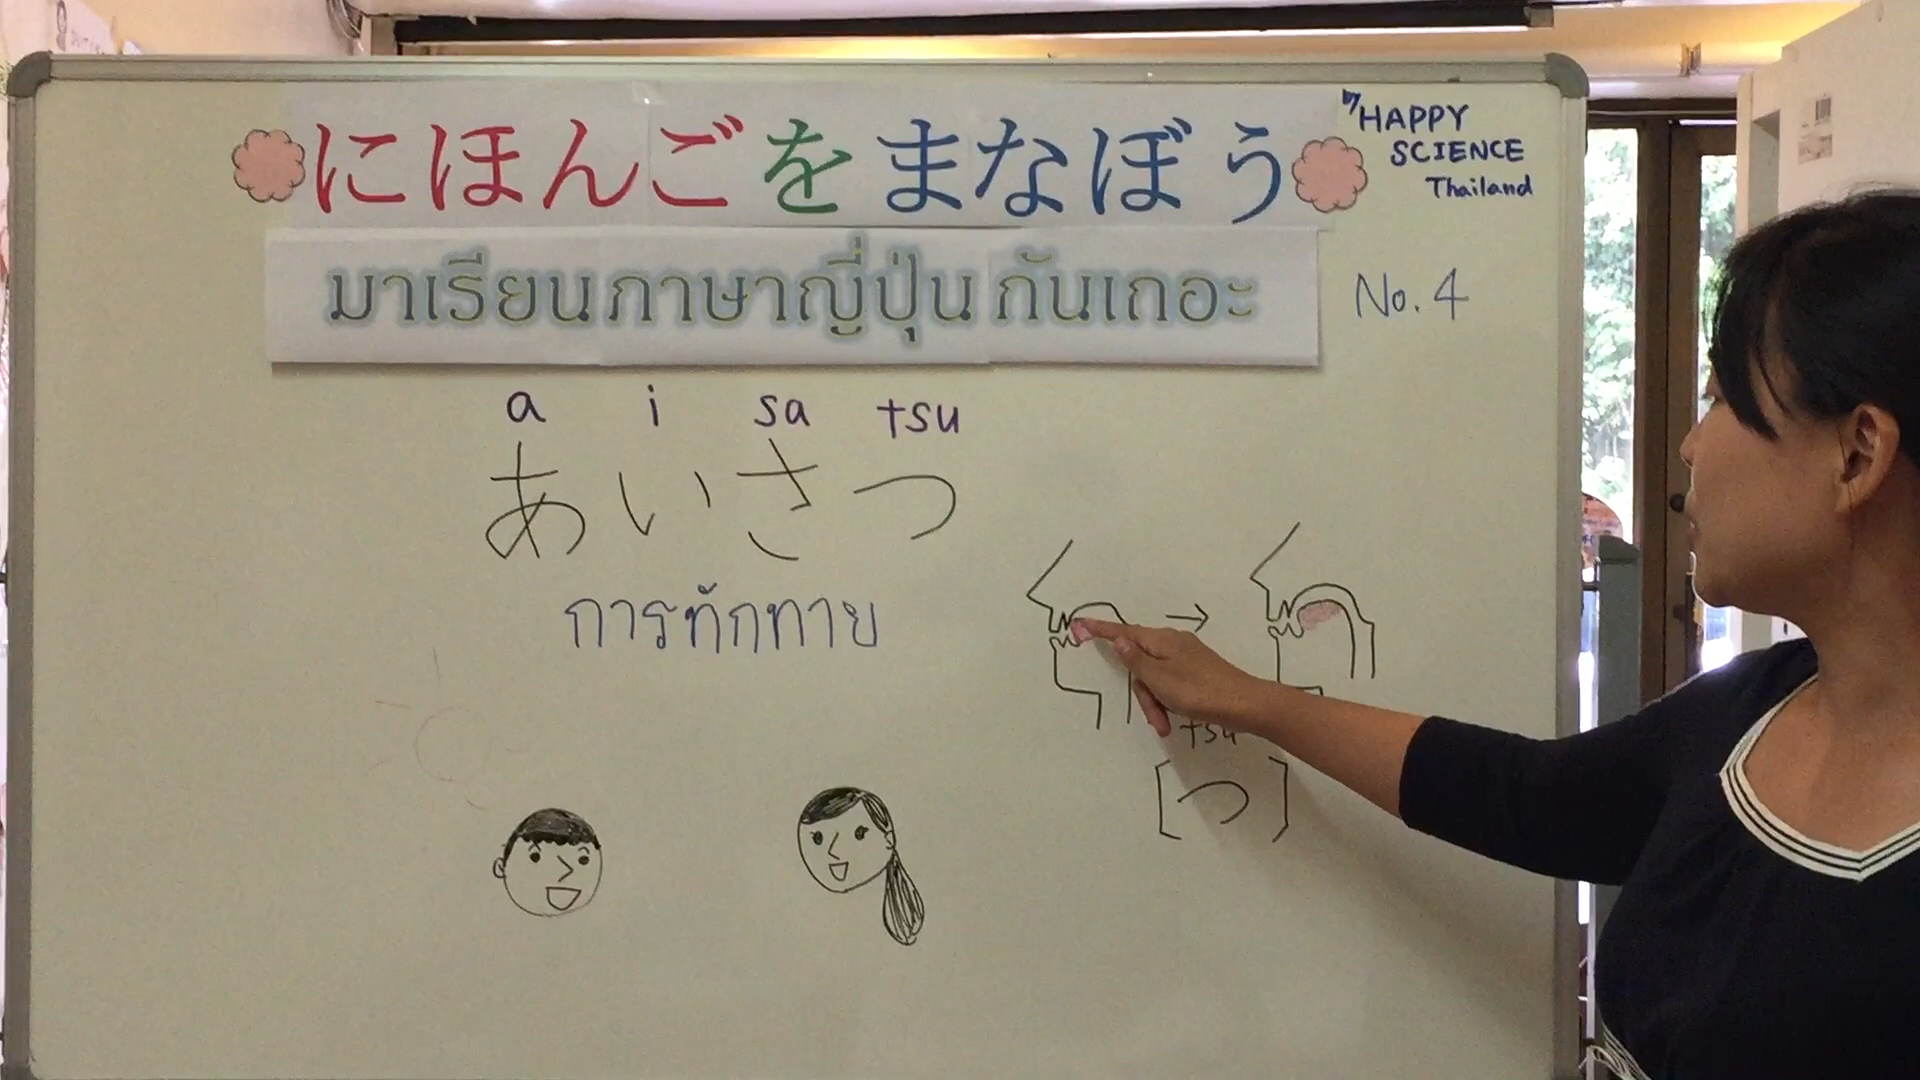 にほんごをまなぼう
by HAPPY
SCIENCE
Thailand
มาเรียนภาษาญี่ปุ่นกันเถอะ
No. 4
a i sa tsu
あいさつ
การทักทาย
→
tsu
[つ]